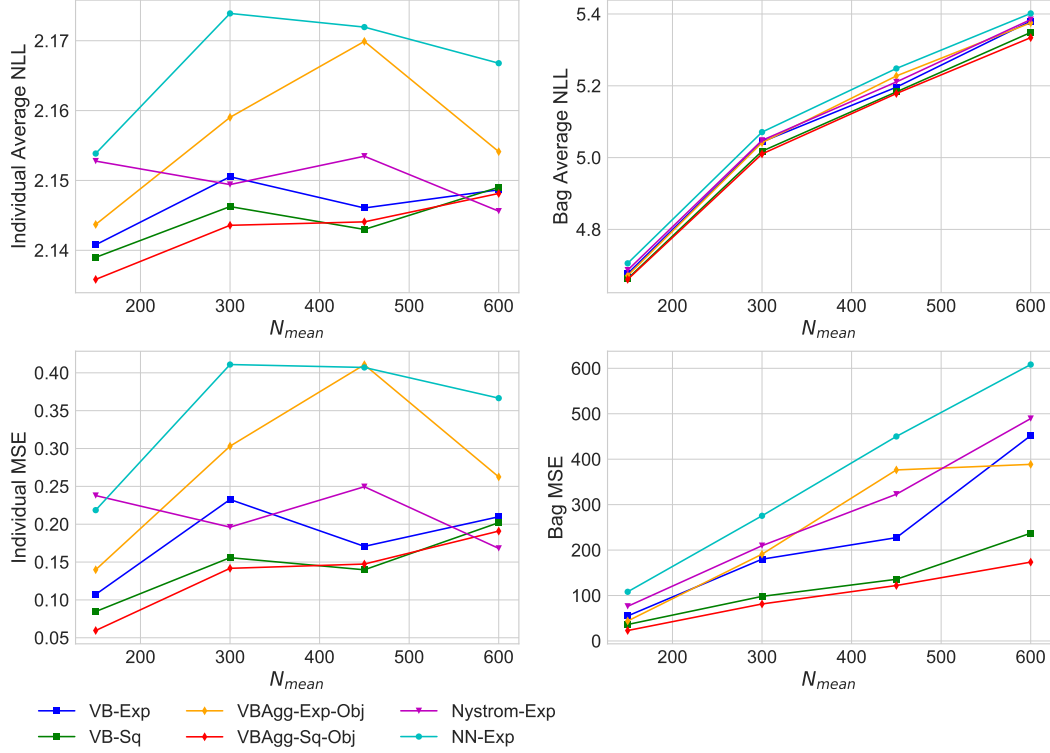 2.17
2.16
2.15
2.14
Individual Average NLL
200 300 400 500 600
N_mean
5.4
5.2
5.0
4.8
Bag Average NLL
200 300 400 500 600
N_mean
0.40
0.35
0.30
0.25
0.20
0.15
0.10
0.05
Individual MSE
200 300 400 500 600
N_mean
600
500
400
300
200
100
0
Bag MSE
200 300 400 500 600
N_mean
VB-Exp VBAgg-Exp-Obj Nystrom-Exp
VB-Sq VBAgg-Sq-Obj NN-Exp